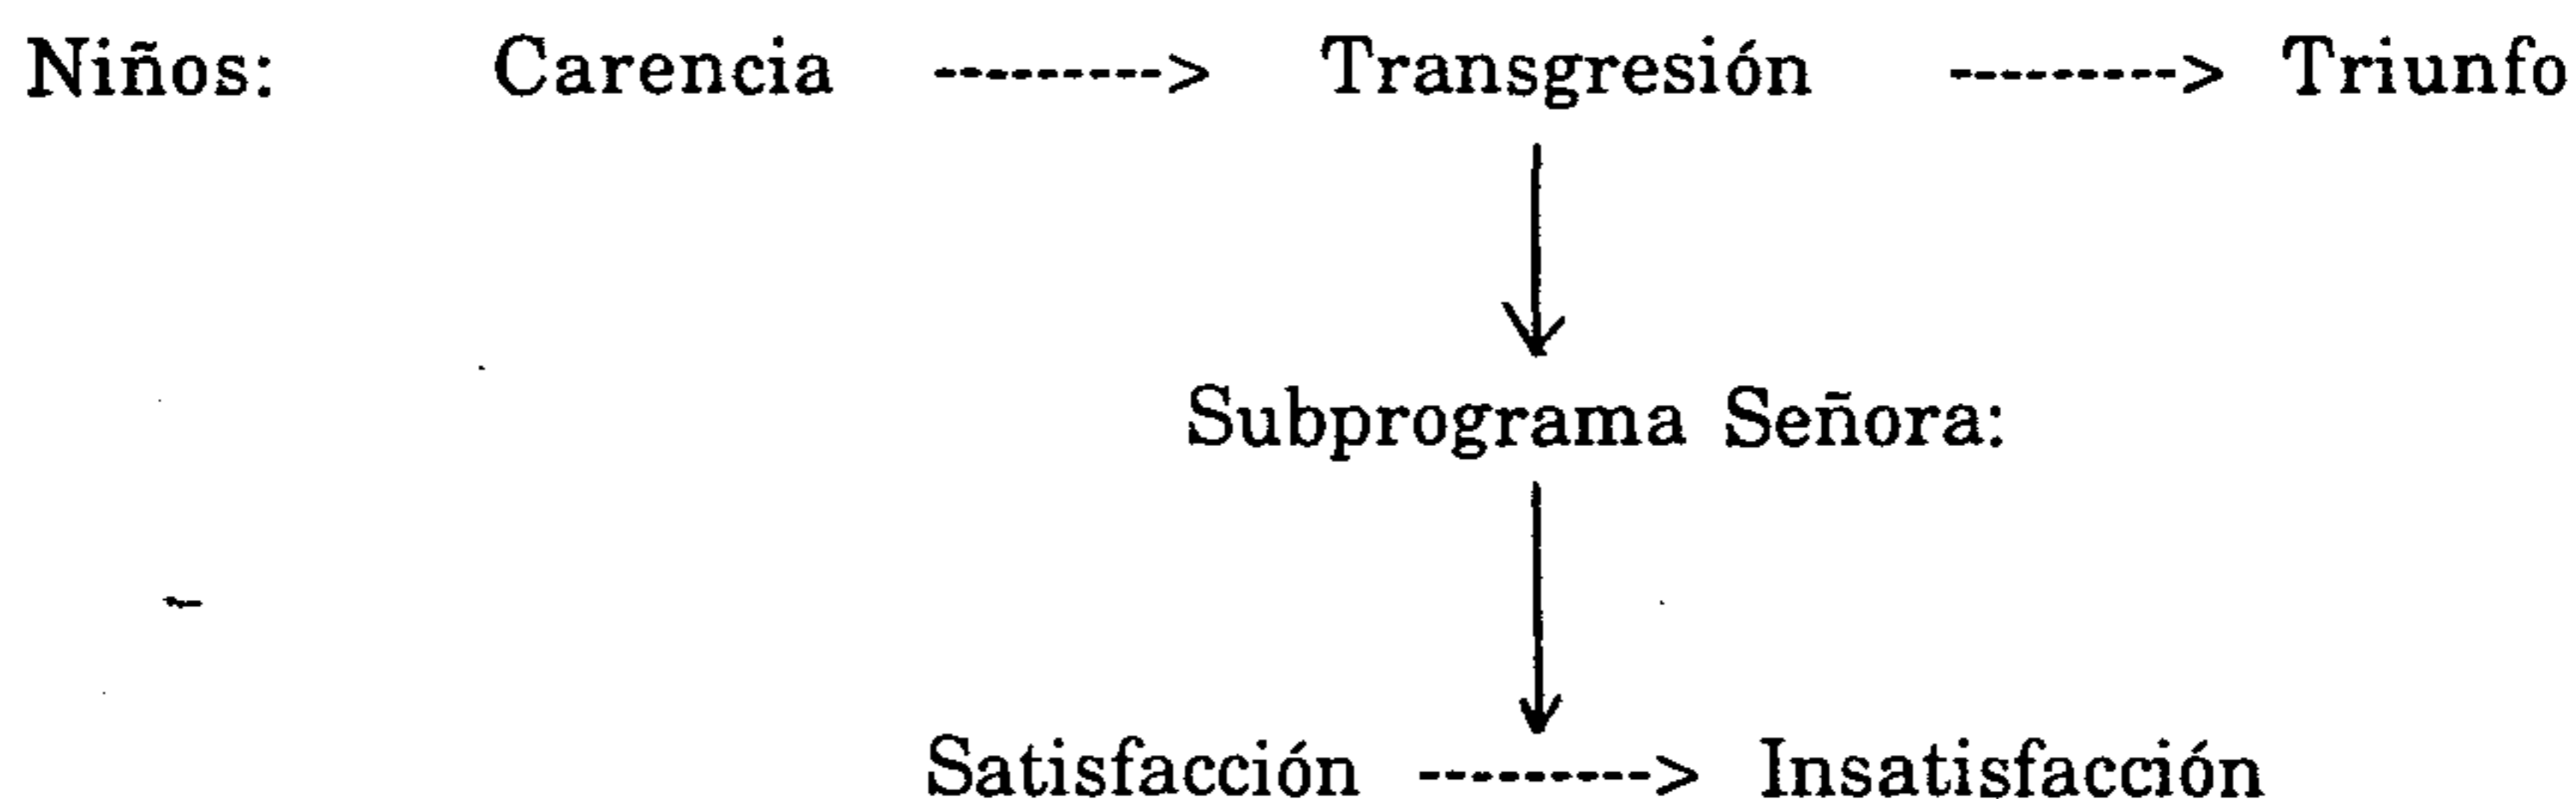 Niños: Carencia ---------> Transgresión ---------> Triunfo
Subprograma Señora:
Satisfacción ---------> Insatisfacción